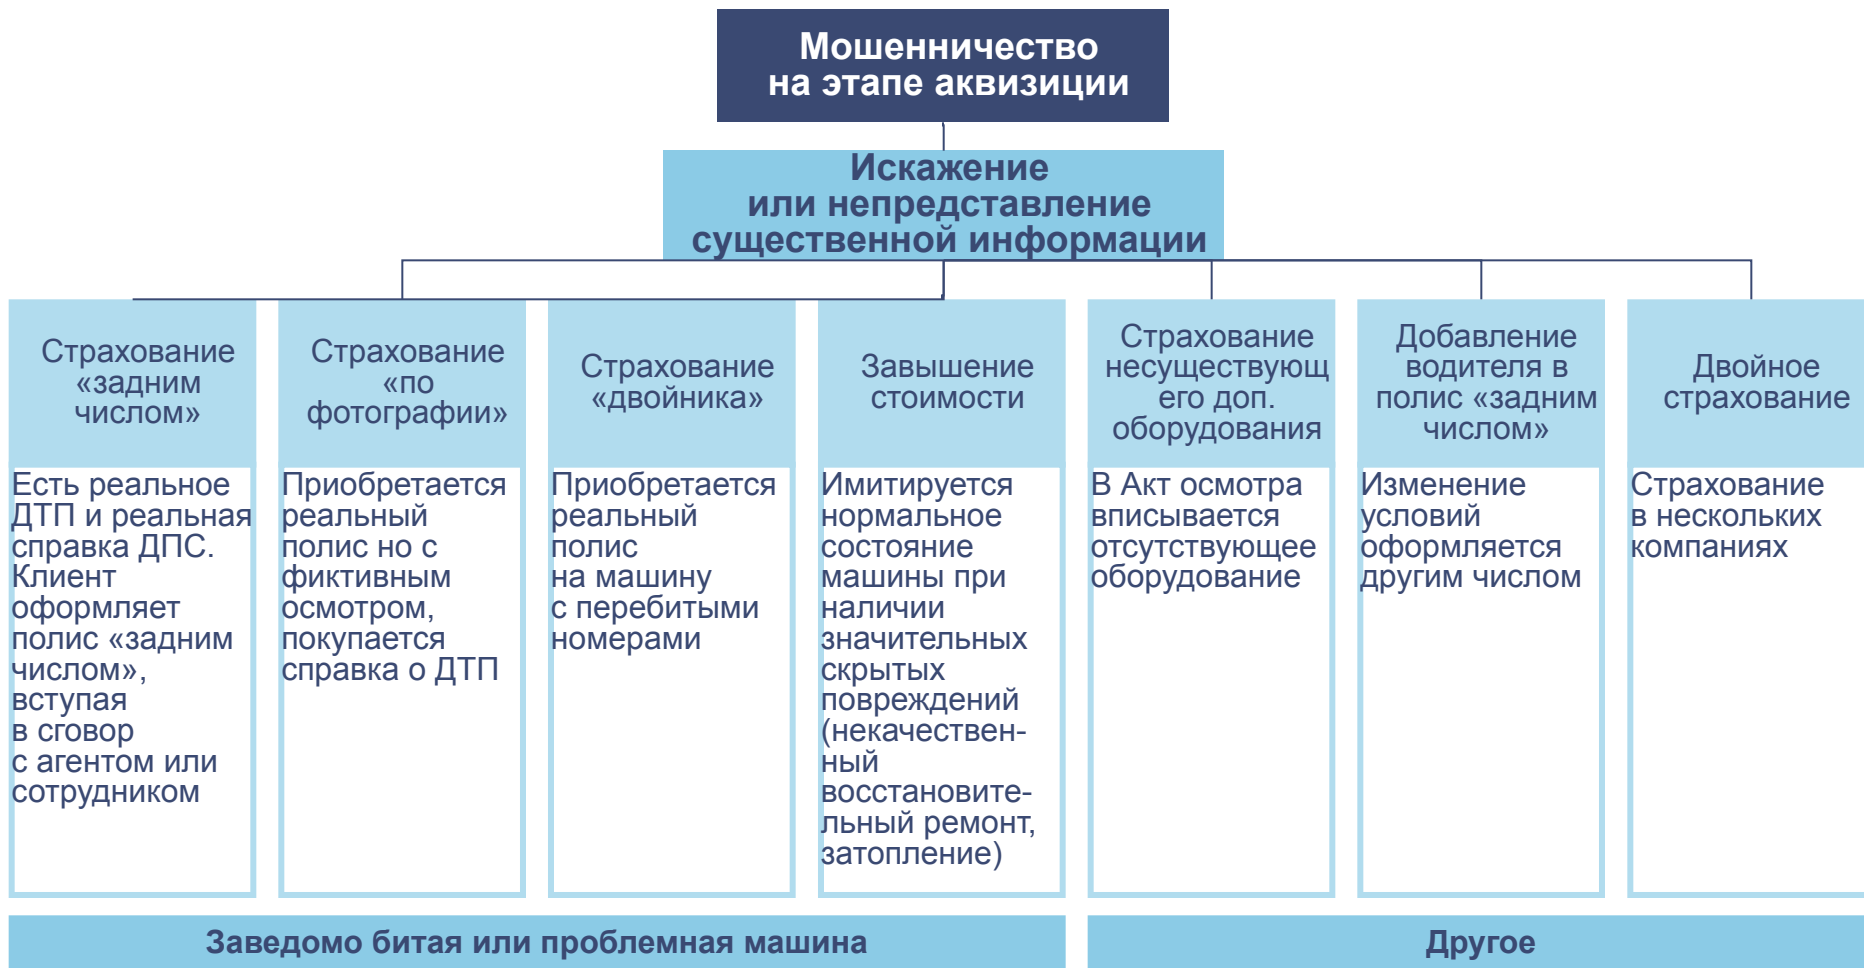 Мошенничество
на этапе аквизиции
Искажение
или непредставление
существенной информации
Страхование
«задним
числом»
Страхование
«по
фотографии»
Страхование
«двойника»
Завышение
стоимости
Страхование
несуществующ
его доп.
оборудования
Добавление
водителя в
полис «задним
числом»
Двойное
страхование
Есть реальное
ДТП и реальная
справка ДПС.
Клиент
оформляет
полис «задним
числом»,
вступая
в сговор
с агентом или
сотрудником
Приобретается
реальный
полис но с
фиктивным
осмотром,
покупается
справка о ДТП
Приобретается
реальный
полис
на машину
с перебитыми
номерами
Имитируется
нормальное
состояние
машины при
наличии
значительных
скрытых
повреждений
(некачествен-
ный
восстановите-
льный ремонт,
затопление)
В Акт осмотра
вписывается
отсутствующее
оборудование
Изменение
условий
оформляется
другим числом
Страхование
в нескольких
компаниях
Заведомо битая или проблемная машина
Другое